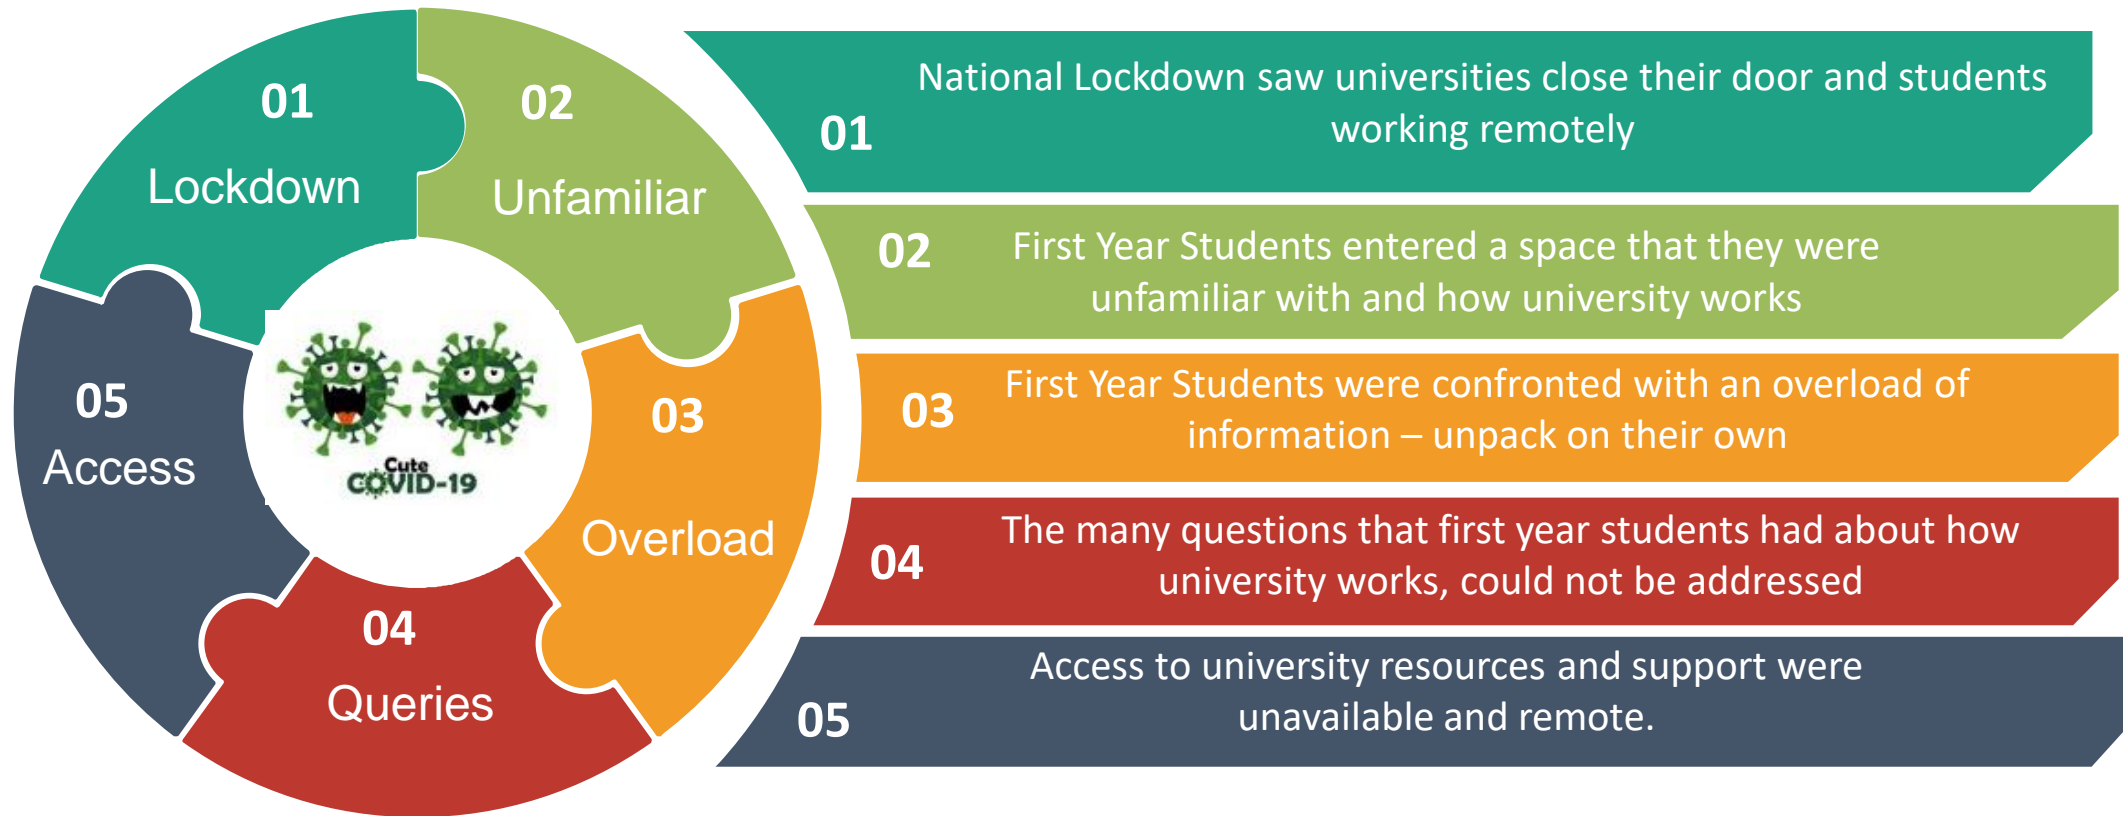 01
Lockdown
02
Unfamiliar
03
Overload
04
Queries
05
Access
Cute
COVID-19
01
National Lockdown saw universities close their door and students
working remotely
02
First Year Students entered a space that they were
unfamiliar with and how university works
03
First Year Students were confronted with an overload of
information – unpack on their own
04
The many questions that first year students had about how
university works, could not be addressed
05
Access to university resources and support were
unavailable and remote.